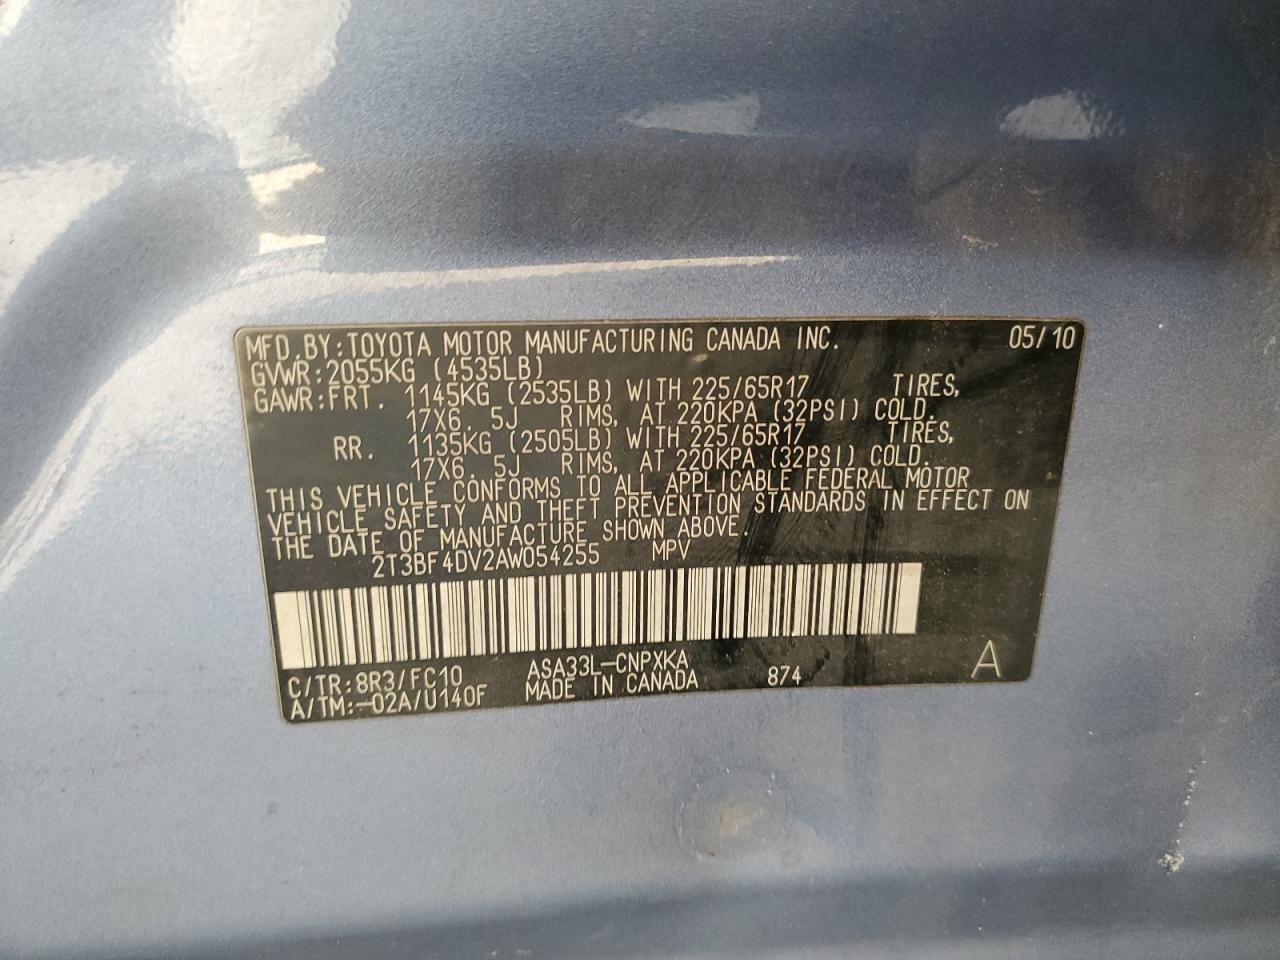 MFD.BY:TOYOTA MOTOR MANUFACTURING CANADA INC. 05/10
GVWR:2055KG (4535LB)
GAWR:FRT. 1145KG (2535LB) WITH 225/65R17 TIRES,
17X6.5J RIMS, AT 220KPA (32PSI) COLD.
RR. 1135KG (2505LB) WITH 225/65R17 TIRES,
17X6.5J RIMS, AT 220KPA (32PSI) COLD.
THIS VEHICLE CONFORMS TO ALL APPLICABLE FEDERAL MOTOR
VEHICLE SAFETY AND THEFT PREVENTION STANDARDS IN EFFECT ON
THE DATE OF MANUFACTURE SHOWN ABOVE.
2T3BF4DV2AW054255 MPV
C/TR:8R3/FC10 ASA33L-CNPXKA
A/TM:-02A/U140F MADE IN CANADA 874 A